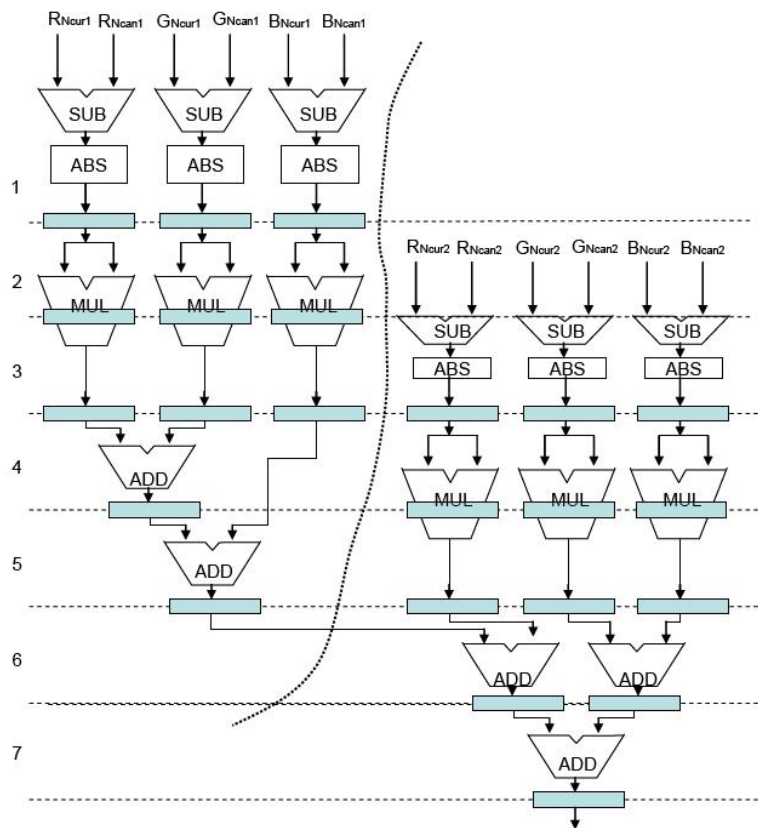 RNcur1 RNcan1 GNcur1 GNcan1 BNcur1 BNcan1
SUB SUB SUB
ABS ABS ABS
1
RNcur2 RNcan2 GNcur2 GNcan2 BNcur2 BNcan2
2
MUL MUL MUL
SUB SUB SUB
3
ABS ABS ABS
4
ADD
MUL MUL MUL
5
ADD
6
ADD ADD
7
ADD